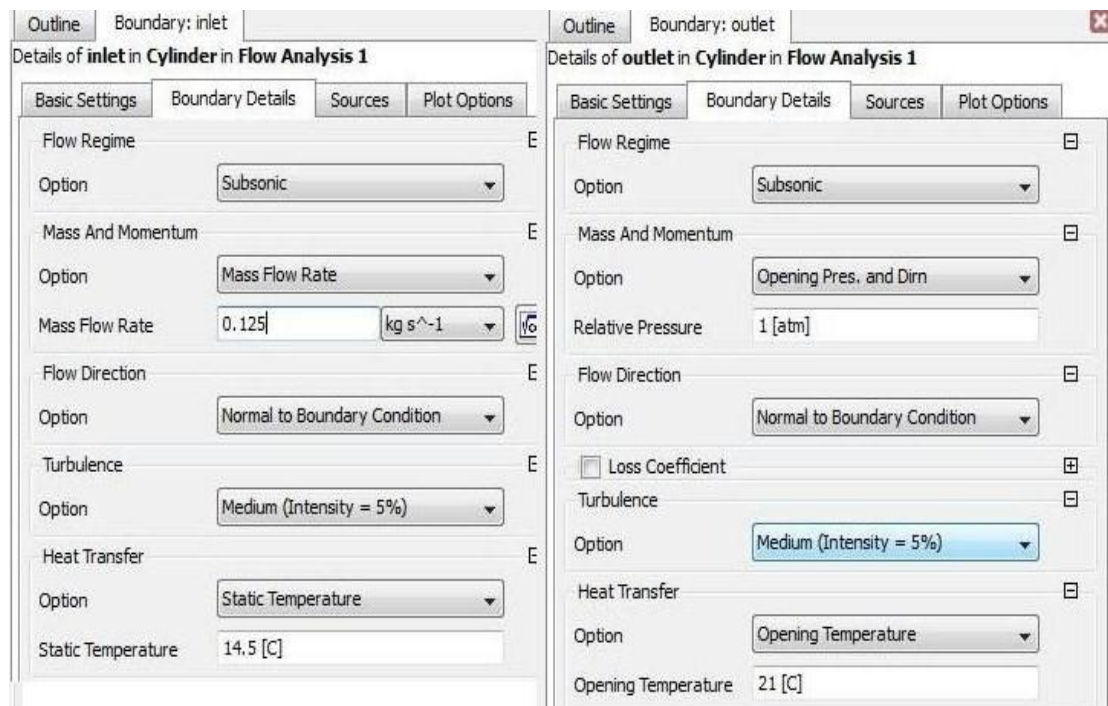 Outline Boundary: inlet
Details of inlet in Cylinder in Flow Analysis 1
Basic Settings Boundary Details Sources Plot Options
Flow Regime
Option Subsonic
Mass And Momentum
Option Mass Flow Rate
Mass Flow Rate 0.125 kg s^-1
Flow Direction
Option Normal to Boundary Condition
Turbulence
Option Medium (Intensity = 5%)
Heat Transfer
Option Static Temperature
Static Temperature 14.5 [C]
Outline Boundary: outlet
Details of outlet in Cylinder in Flow Analysis 1
Basic Settings Boundary Details Sources Plot Options
Flow Regime
Option Subsonic
Mass And Momentum
Option Opening Pres. and Dirn
Relative Pressure 1 [atm]
Flow Direction
Option Normal to Boundary Condition
Loss Coefficient
Turbulence
Option Medium (Intensity = 5%)
Heat Transfer
Option Opening Temperature
Opening Temperature 21 [C]